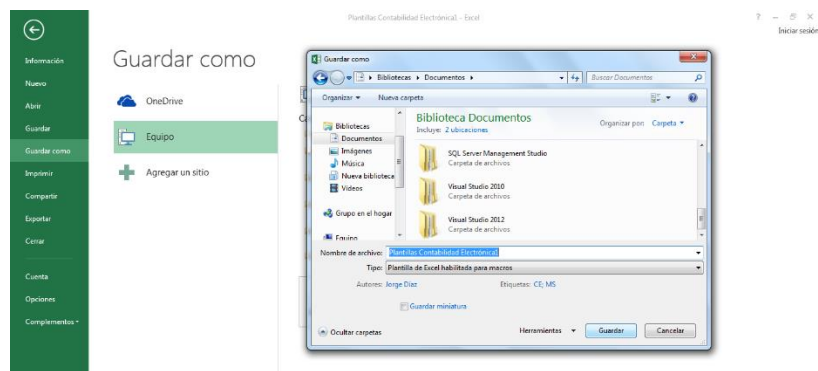 Plantillas Contabilidad Electrónica1 - Excel
Iniciar sesión
Información
Nuevo
Abrir
Guardar
Guardar como
Imprimir
Compartir
Exportar
Cerrar
Cuenta
Opciones
Complementos
Guardar como
OneDrive
Equipo
Agregar un sitio
Guardar como
Bibliotecas Documentos
Buscar Documentos
Organizar Nueva carpeta
Bibliotecas
Documentos
Imágenes
Música
Nueva biblioteca
Videos
Grupo en el hogar
Equipo
Biblioteca Documentos
Incluye: 2 ubicaciones
Organizar por: Carpeta
SQL Server Management Studio
Carpeta de archivos
Visual Studio 2010
Carpeta de archivos
Visual Studio 2012
Carpeta de archivos
Nombre de archivo: Plantillas Contabilidad Electrónica1
Tipo: Plantilla de Excel habilitada para macros
Autores: Jorge Díaz Etiquetas: CE; MS
Guardar miniatura
Ocultar carpetas Herramientas Guardar Cancelar